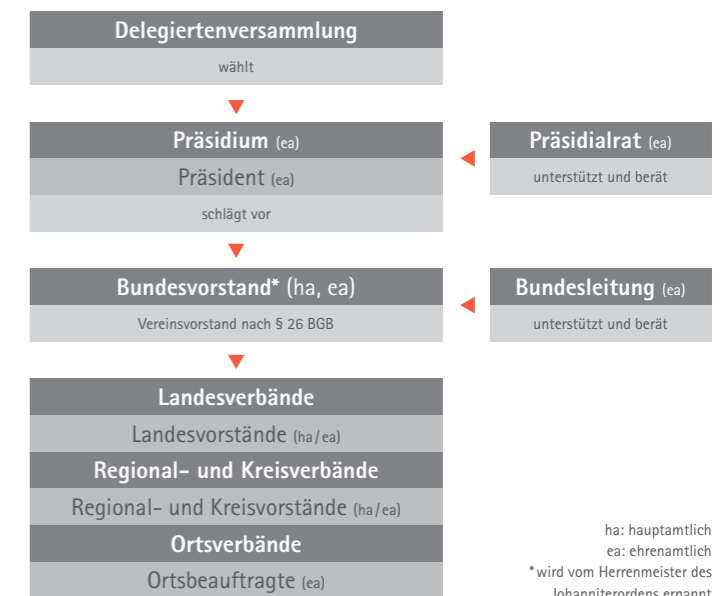 Delegiertenversammlung
wählt
Präsidium (ea)
Präsident (ea)
schlägt vor
Präsidialrat (ea)
unterstützt und berät
Bundesvorstand* (ha, ea)
Vereinsvorstand nach § 26 BGB
Bundesleitung (ea)
unterstützt und berät
Landesverbände
Landesvorstände (ha/ea)
Regional- und Kreisverbände
Regional- und Kreisvorstände (ha/ea)
Ortsverbände
Ortsbeauftragte (ea)
ha: hauptamtlich
ea: ehrenamtlich
*wird vom Herrenmeister des
Johanniterordens ernannt